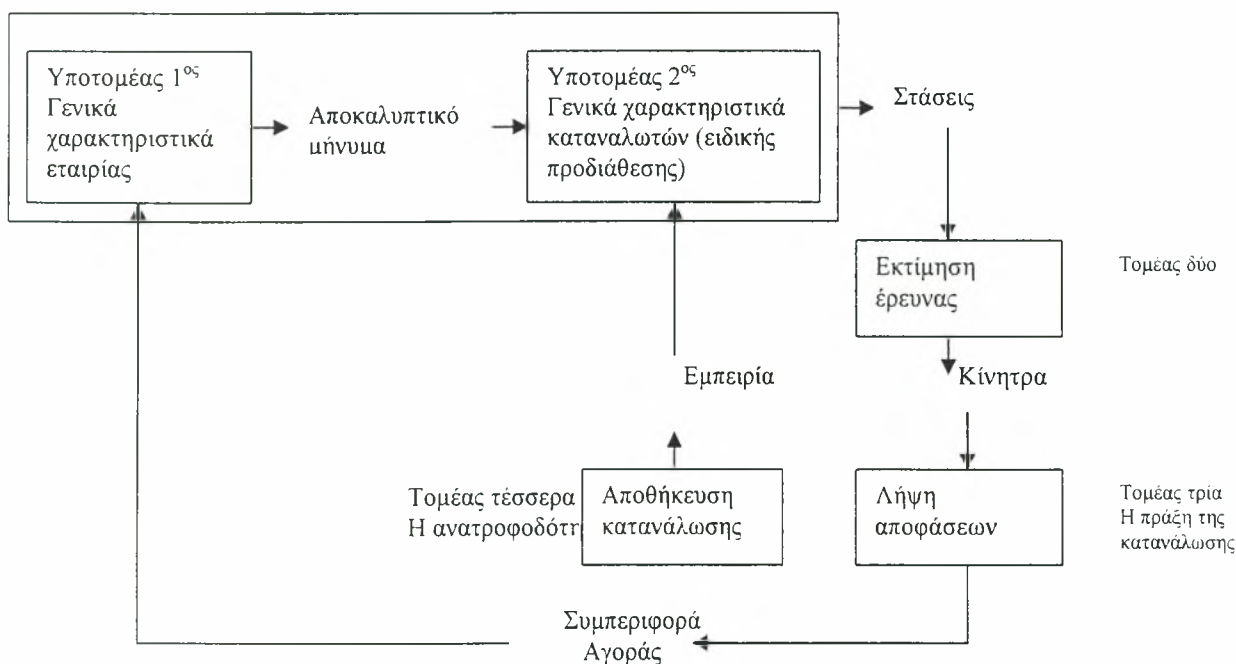 Υποτομέας 1ος
Γενικά
χαρακτηριστικά
εταιρίας
Αποκαλυπτικό
μήνυμα
Υποτομέας 2ος
Γενικά χαρακτηριστικά
καταναλωτών (ειδικής
προδιάθεσης)
Στάσεις
Εκτίμηση
έρευνας
Τομέας δύο
Εμπειρία
Κίνητρα
Τομέας τέσσερα
Η ανατροφοδότη
Αποθήκευση
κατανάλωσης
Λήψη
αποφάσεων
Τομέας τρία
Η πράξη της
κατανάλωσης
Συμπεριφορά
Αγοράς